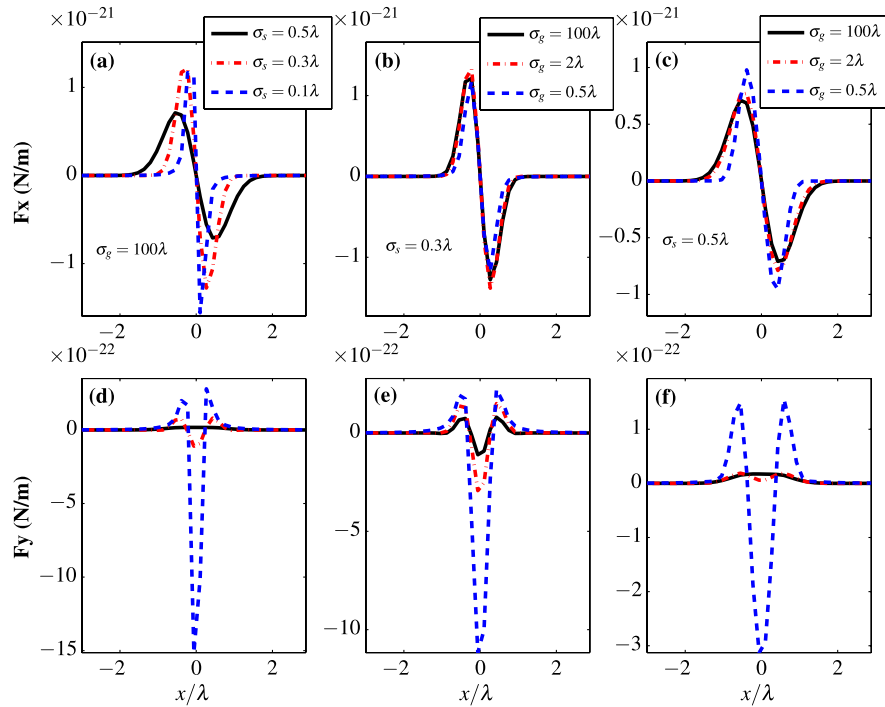 ×10⁻²¹
×10⁻²¹
×10⁻²¹
(a)
σs = 0.5λ
σs = 0.3λ
σs = 0.1λ
(b)
σg = 100λ
σg = 2λ
σg = 0.5λ
(c)
σg = 100λ
σg = 2λ
σg = 0.5λ
Fx (N/m)
1
0
−1
1
0
−1
1
0.5
0
−0.5
−1
σg = 100λ
σs = 0.3λ
σs = 0.5λ
−2 0 2
−2 0 2
−2 0 2
×10⁻²²
×10⁻²²
×10⁻²²
(d)
(e)
(f)
Fy (N/m)
0
−5
−10
−15
0
−5
−10
1
0
−1
−2
−3
−2 0 2
−2 0 2
−2 0 2
x/λ
x/λ
x/λ